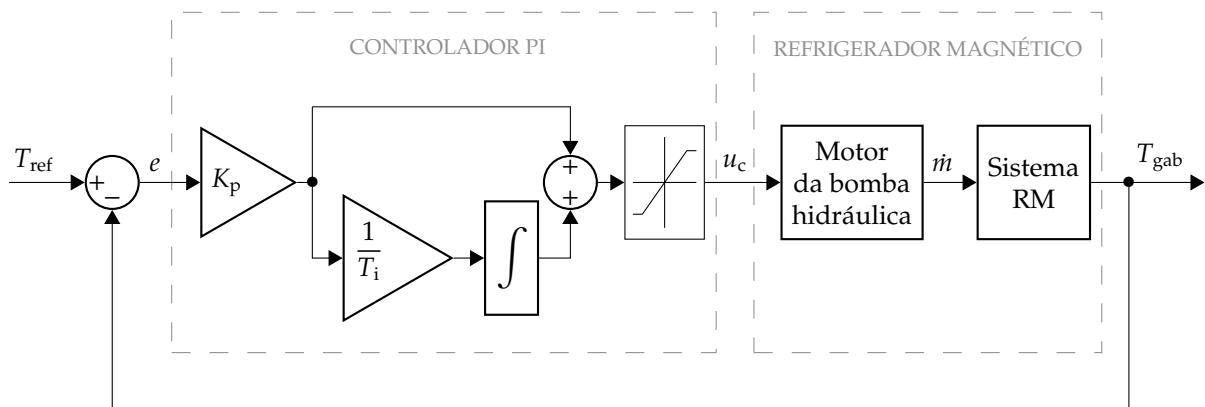 CONTROLADOR PI
REFRIGERADOR MAGNÉTICO
T_ref
+
−
e
K_p
1
T_i
∫
+
+
u_c
Motor
da bomba
hidráulica
ṁ
Sistema
RM
T_gab